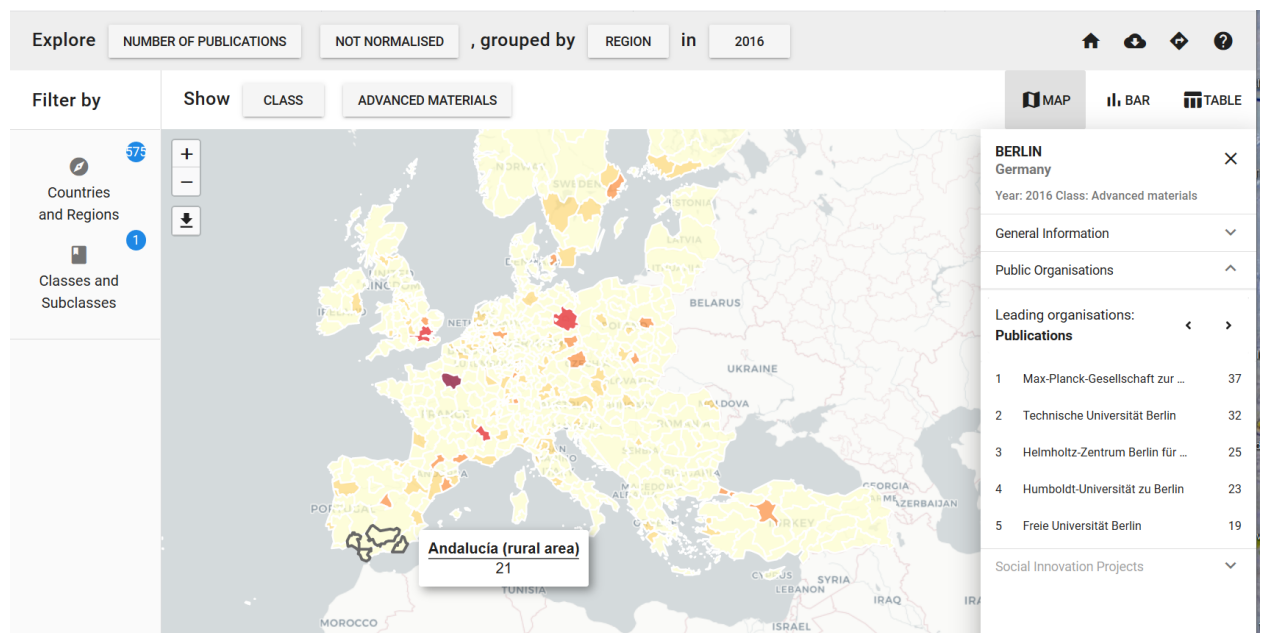 Explore NUMBER OF PUBLICATIONS NOT NORMALISED , grouped by REGION in 2016
Filter by
Show CLASS ADVANCED MATERIALS
MAP BAR TABLE
575
Countries
and Regions
1
Classes and
Subclasses
+
−
NORWAY
SWEDEN
ESTONIA
LATVIA
BELARUS
UKRAINE
FRANCE
GEORGIA
AZERBAIJAN
PORTUGAL
TURKEY
Andalucía (rural area)
21
CYPRUS
SYRIA
LEBANON
TUNISIA
IRAQ
MOROCCO
ISRAEL
BERLIN
Germany
Year: 2016 Class: Advanced materials
General Information
Public Organisations
Leading organisations:
Publications
1 Max-Planck-Gesellschaft zur ... 37
2 Technische Universität Berlin 32
3 Helmholtz-Zentrum Berlin für ... 25
4 Humboldt-Universität zu Berlin 23
5 Freie Universität Berlin 19
Social Innovation Projects